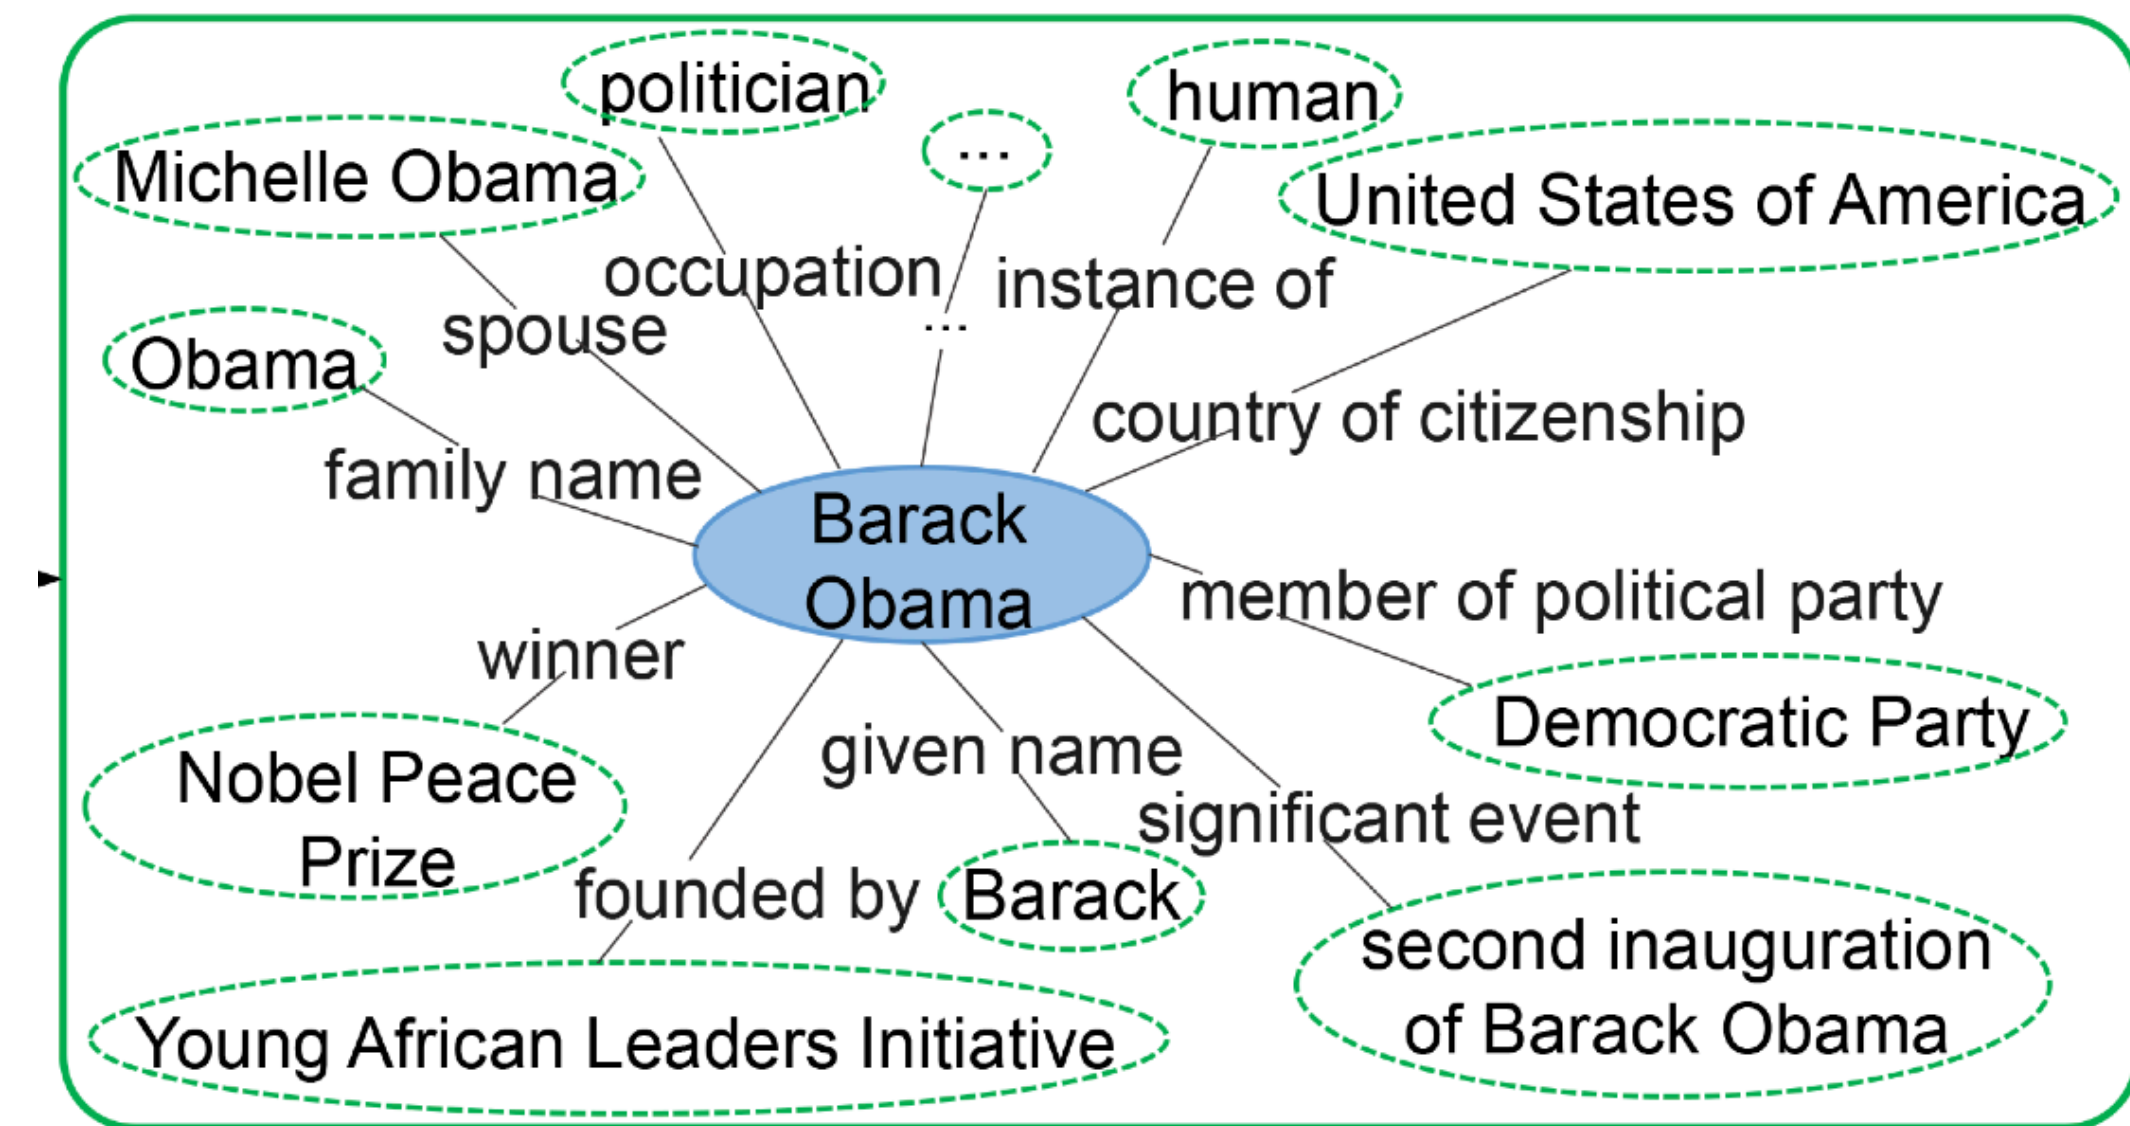 politician
human
...
Michelle Obama
United States of America
occupation
instance of
spouse
...
Obama
country of citizenship
family name
Barack
Obama
member of political party
winner
Democratic Party
given name
Nobel Peace
Prize
significant event
founded by
Barack
second inauguration
of Barack Obama
Young African Leaders Initiative